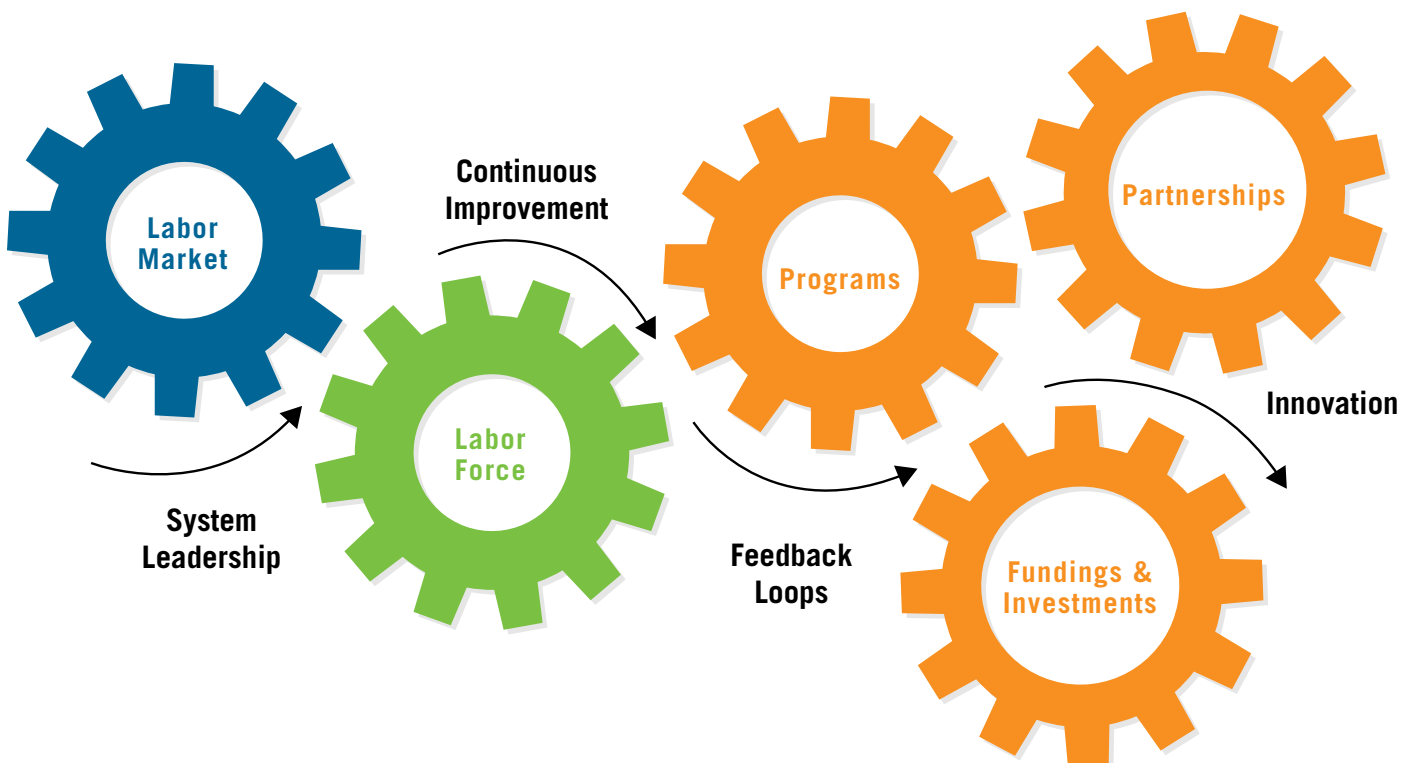 Labor
Market
System
Leadership
Continuous
Improvement
Labor
Force
Programs
Feedback
Loops
Partnerships
Innovation
Fundings &
Investments